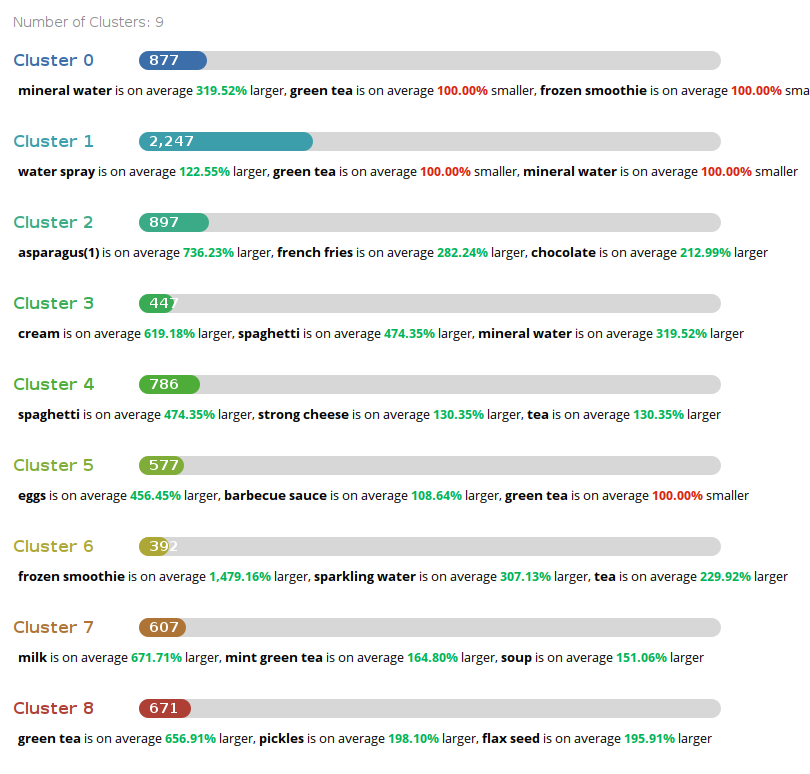 Number of Clusters: 9
Cluster 0 877
mineral water is on average 319.52% larger, green tea is on average 100.00% smaller, frozen smoothie is on average 100.00% sma
Cluster 1 2,247
water spray is on average 122.55% larger, green tea is on average 100.00% smaller, mineral water is on average 100.00% smaller
Cluster 2 897
asparagus(1) is on average 736.23% larger, french fries is on average 282.24% larger, chocolate is on average 212.99% larger
Cluster 3 447
cream is on average 619.18% larger, spaghetti is on average 474.35% larger, mineral water is on average 319.52% larger
Cluster 4 786
spaghetti is on average 474.35% larger, strong cheese is on average 130.35% larger, tea is on average 130.35% larger
Cluster 5 577
eggs is on average 456.45% larger, barbecue sauce is on average 108.64% larger, green tea is on average 100.00% smaller
Cluster 6 392
frozen smoothie is on average 1,479.16% larger, sparkling water is on average 307.13% larger, tea is on average 229.92% larger
Cluster 7 607
milk is on average 671.71% larger, mint green tea is on average 164.80% larger, soup is on average 151.06% larger
Cluster 8 671
green tea is on average 656.91% larger, pickles is on average 198.10% larger, flax seed is on average 195.91% larger